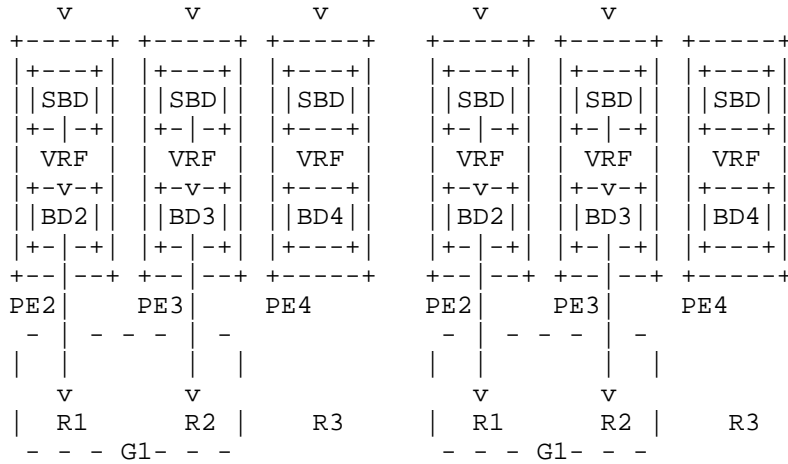 v     v     v                v     v
    +-----+ +-----+ +-----+    +-----+ +-----+ +-----+
    |+---+| |+---+| |+---+|    |+---+| |+---+| |+---+|
    ||SBD|| ||SBD|| ||SBD||    ||SBD|| ||SBD|| ||SBD||
    |+-|-+| |+-|-+| |+---+|    |+-|-+| |+-|-+| |+---+|
    | VRF | | VRF | | VRF |    | VRF | | VRF | | VRF |
    |+-v-+| |+-v-+| |+---+|    |+-v-+| |+-v-+| |+---+|
    ||BD2|| ||BD3|| ||BD4||    ||BD2|| ||BD3|| ||BD4||
    |+-|-+| |+-|-+| |+---+|    |+-|-+| |+-|-+| |+---+|
    +--|--+ +--|--+ +-----+    +--|--+ +--|--+ +-----+
    PE2|    PE3|    PE4        PE2|    PE3|    PE4
     - | - - - | -              - | - - - | -
    |  |       |  |            |  |       |  |
       v       v                  v       v
    |  R1      R2 |    R3      |  R1      R2 |    R3
     - - - G1- - -              - - - G1- - -